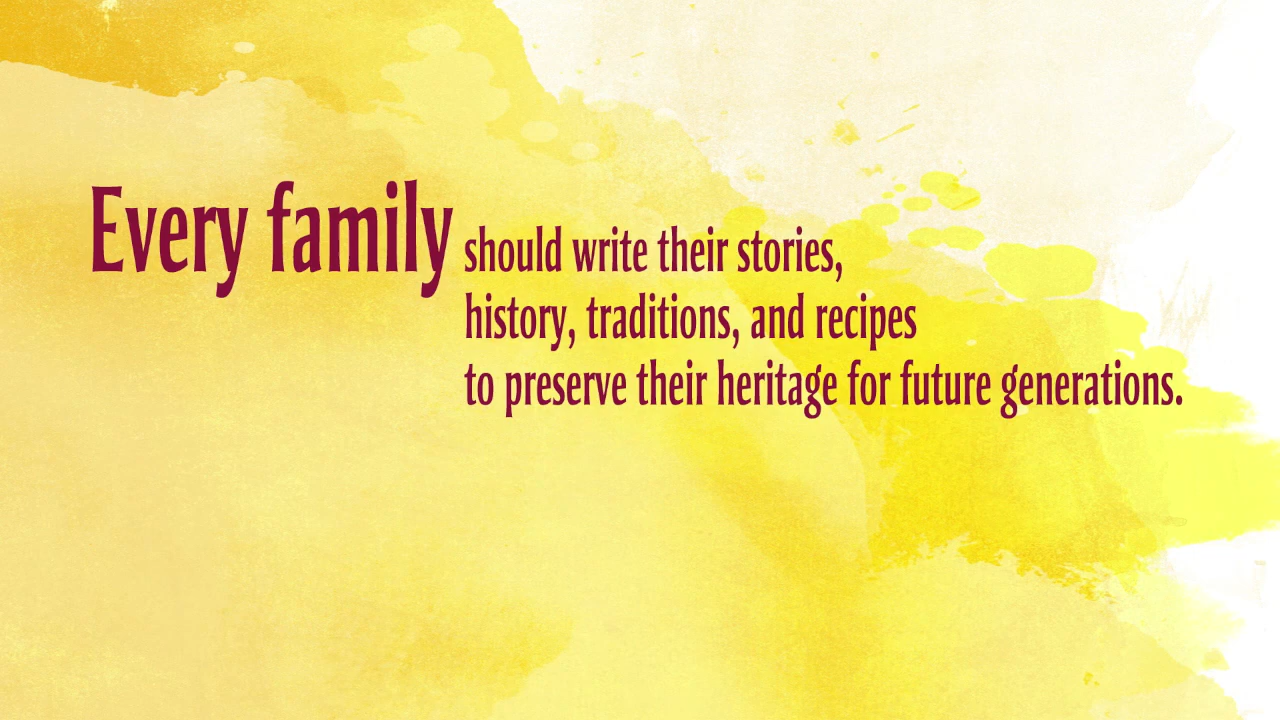 Every family should write their stories,
history, traditions, and recipes
to preserve their heritage for future generations.